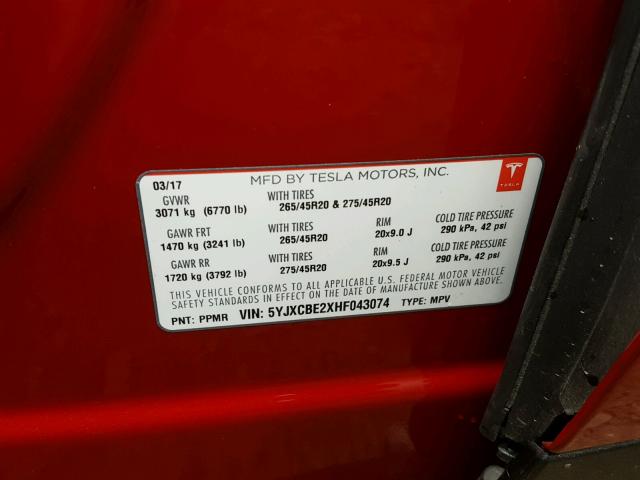 03/17 MFD BY TESLA MOTORS, INC.
TESLA
GVWR WITH TIRES
3071 kg (6770 lb) 265/45R20 & 275/45R20
GAWR FRT WITH TIRES RIM COLD TIRE PRESSURE
1470 kg (3241 lb) 265/45R20 20x9.0 J 290 kPa, 42 psi
GAWR RR WITH TIRES RIM COLD TIRE PRESSURE
1720 kg (3792 lb) 275/45R20 20x9.5 J 290 kPa, 42 psi
THIS VEHICLE CONFORMS TO ALL APPLICABLE U.S. FEDERAL MOTOR VEHICLE
SAFETY STANDARDS IN EFFECT ON THE DATE OF MANUFACTURE SHOWN ABOVE.
PNT: PPMR VIN: 5YJXCBE2XHF043074 TYPE: MPV